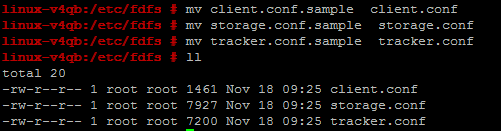 linux-v4qb:/etc/fdfs # mv client.conf.sample  client.conf
linux-v4qb:/etc/fdfs # mv storage.conf.sample  storage.conf
linux-v4qb:/etc/fdfs # mv tracker.conf.sample  tracker.conf
linux-v4qb:/etc/fdfs # ll
total 20
-rw-r--r-- 1 root root 1461 Nov 18 09:25 client.conf
-rw-r--r-- 1 root root 7927 Nov 18 09:25 storage.conf
-rw-r--r-- 1 root root 7200 Nov 18 09:25 tracker.conf